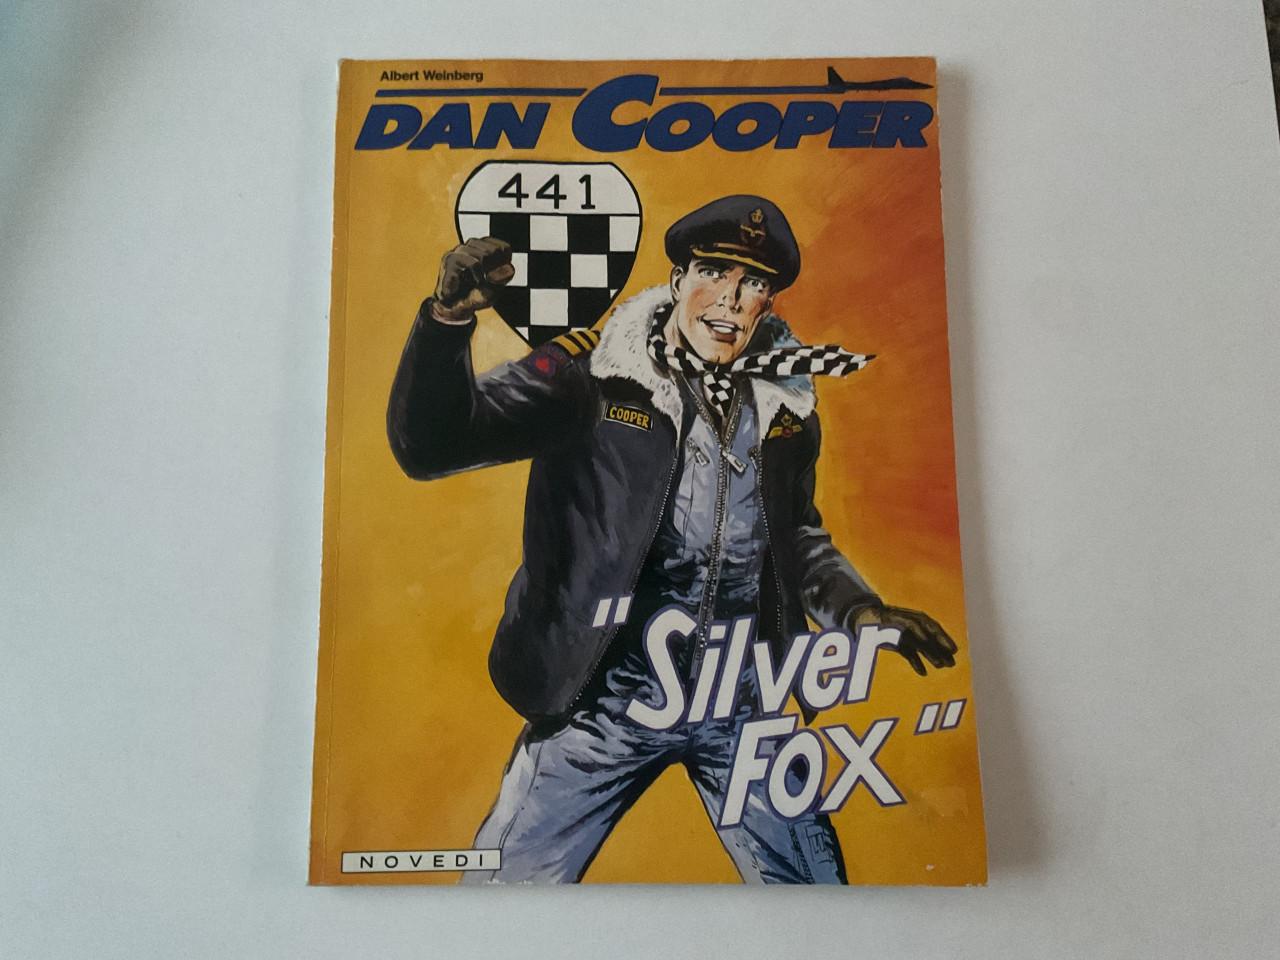 Albert Weinberg
DAN COOPER
441
COOPER
"Silver
Fox"
NOVEDI